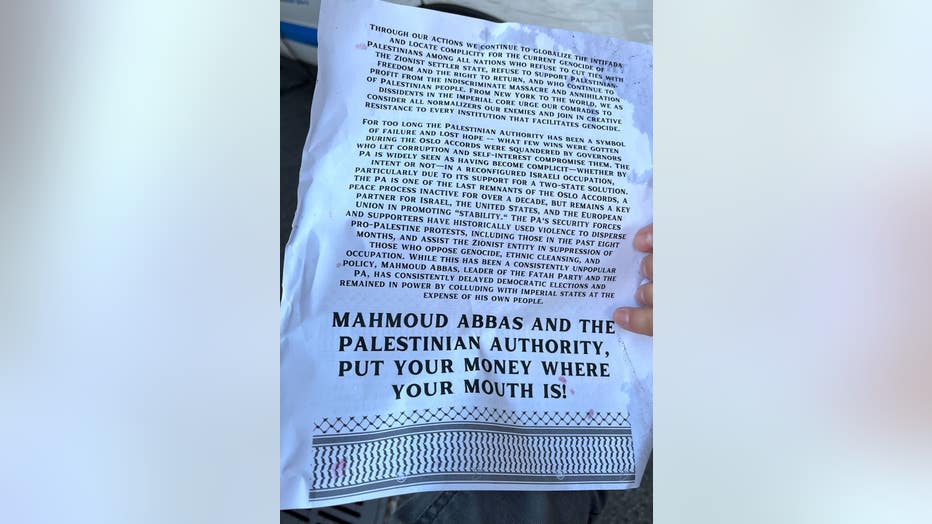 Through our actions we continue to globalize the intifada
and locate complicity for the current genocide of
Palestinians among all nations who refuse to cut ties with
the Zionist settler state, refuse to support Palestinian
freedom and the right to return, and who continue to
profit from the indiscriminate massacre and annihilation
of Palestinian people. From New York to the world, we as
dissidents in the imperial core urge our comrades to
consider all normalizers our enemies and join in creative
resistance to every institution that facilitates genocide.
For too long the Palestinian Authority has been a symbol
of failure and lost hope — what few wins were gotten
during the Oslo Accords were squandered by governors
who let corruption and self-interest compromise them. The
PA is widely seen as having become complicit—whether by
intent or not—in a reconfigured Israeli occupation,
particularly due to its support for a two-state solution.
The PA is one of the last remnants of the Oslo Accords, a
peace process inactive for over a decade, but remains a key
partner for Israel, the United States, and the European
Union in promoting "stability." The PA's security forces
and supporters have historically used violence to disperse
pro-Palestine protests, including those in the past eight
months, and assist the Zionist entity in suppression of
those who oppose genocide, ethnic cleansing, and
occupation. While this has been a consistently unpopular
policy, Mahmoud Abbas, leader of the Fatah Party and the
PA, has consistently delayed democratic elections and
remained in power by colluding with imperial states at the
expense of his own people.
MAHMOUD ABBAS AND THE
PALESTINIAN AUTHORITY,
PUT YOUR MONEY WHERE
YOUR MOUTH IS!